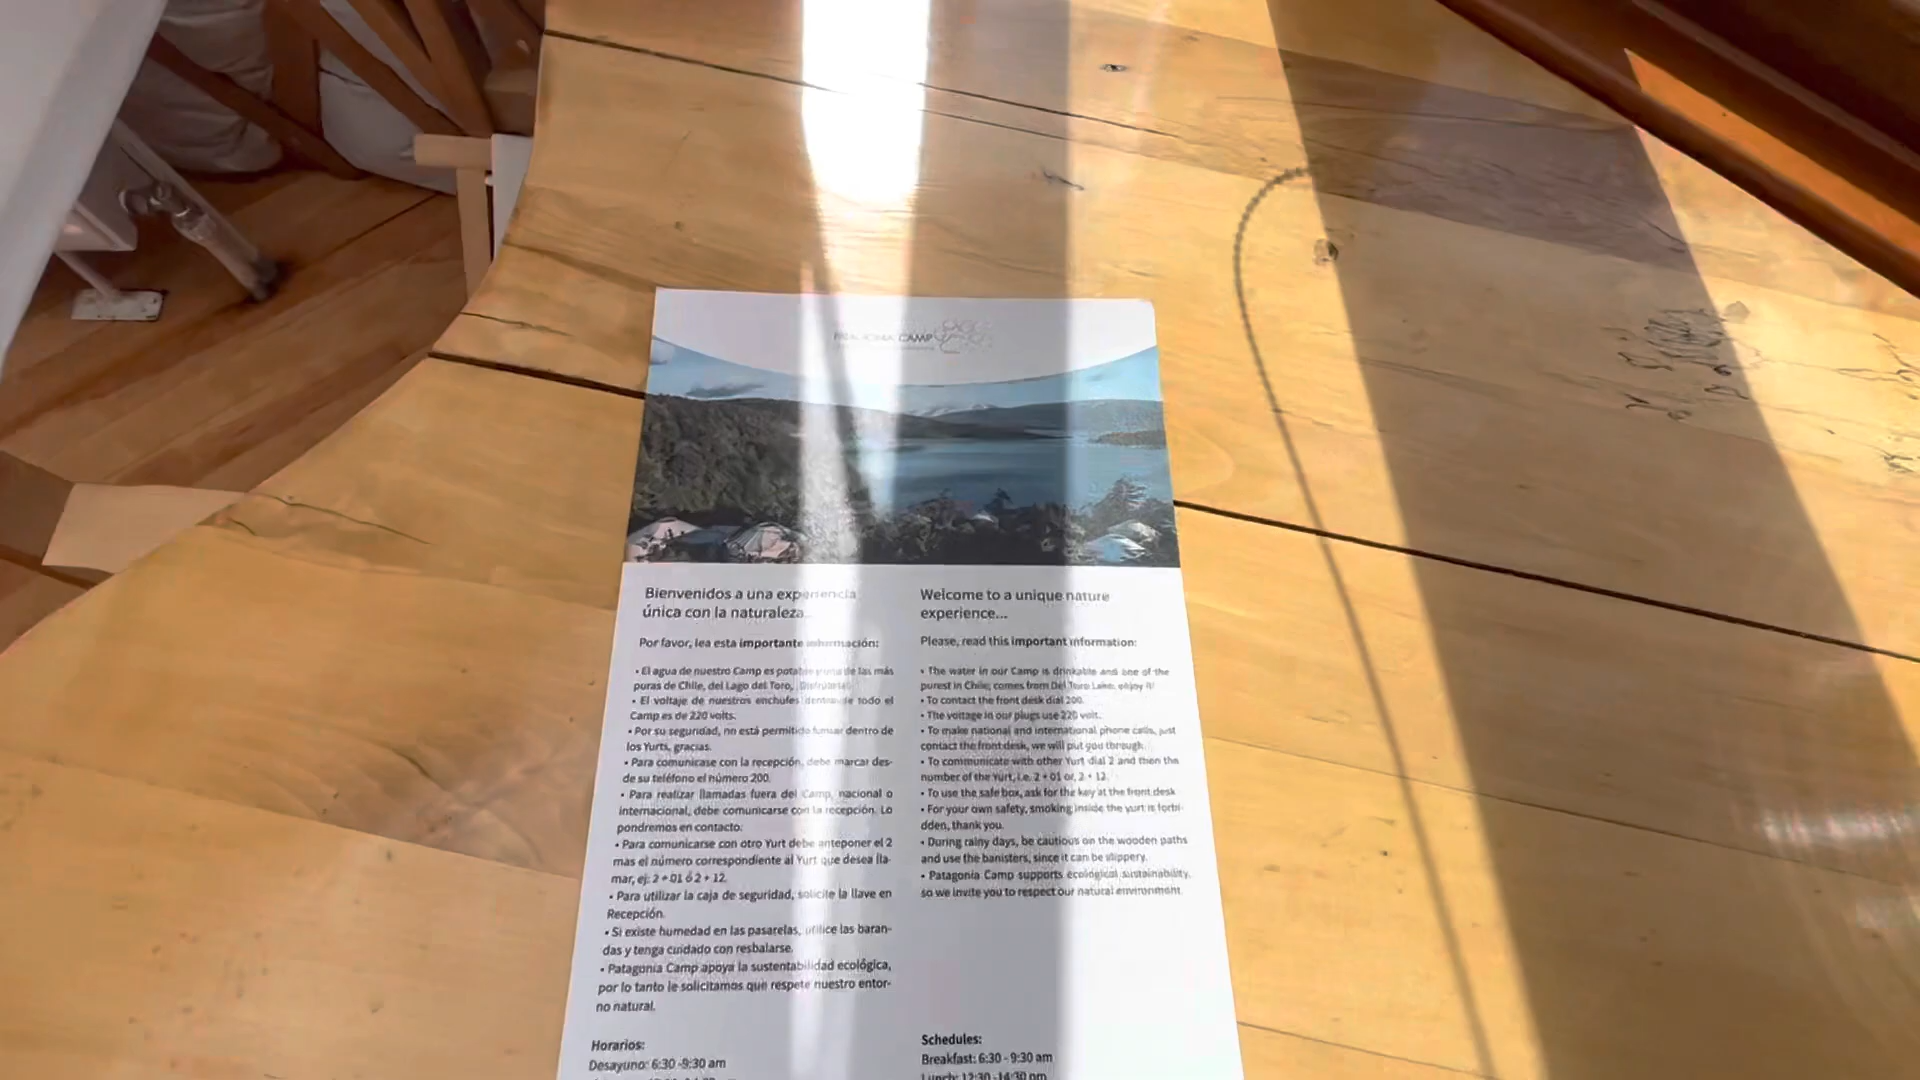 PATAGONIA CAMP
Bienvenidos a una experiencia
única con la naturaleza...
Por favor, lea esta importante información:
• El agua de nuestro Camp es potable y una de las más
puras de Chile, del Lago del Toro,
• El voltaje de nuestros enchufes dentro de todo el
Camp es de 220 volts.
• Por su seguridad, no está permitido fumar dentro de
los Yurts, gracias.
• Para comunicase con la recepción, debe marcar des-
de su teléfono el número 200.
• Para realizar llamadas fuera del Camp, nacional o
internacional, debe comunicarse con la recepción. Lo
pondremos en contacto.
• Para comunicarse con otro Yurt debe anteponer el 2
mas el número correspondiente al Yurt que desea lla-
mar, ej: 2 + 01 ó 2 + 12.
• Para utilizar la caja de seguridad, solicite la llave en
Recepción.
• Si existe humedad en las pasarelas, utilice las baran-
das y tenga cuidado con resbalarse.
• Patagonia Camp apoya la sustentabilidad ecológica,
por lo tanto le solicitamos que respete nuestro entor-
no natural.
Horarios:
Desayuno: 6:30 -9:30 am
Welcome to a unique nature
experience...
Please, read this important information:
• The water in our Camp is drinkable and one of the
purest in Chile; comes from Del Toro Lake, enjoy it!
• To contact the front desk dial 200.
• The voltage in our plugs use 220 volt.
• To make national and international phone calls, just
contact the front desk, we will put you through.
• To communicate with other Yurt dial 2 and then the
number of the Yurt, i.e. 2 + 01 or, 2 + 12.
• To use the safe box, ask for the key at the front desk
• For your own safety, smoking inside the yurt is forbi-
dden, thank you.
• During rainy days, be cautious on the wooden paths
and use the banisters, since it can be slippery.
• Patagonia Camp supports ecological sustainability,
so we invite you to respect our natural environment.
Schedules:
Breakfast: 6:30 - 9:30 am
Lunch: 12:30 -14:30 pm